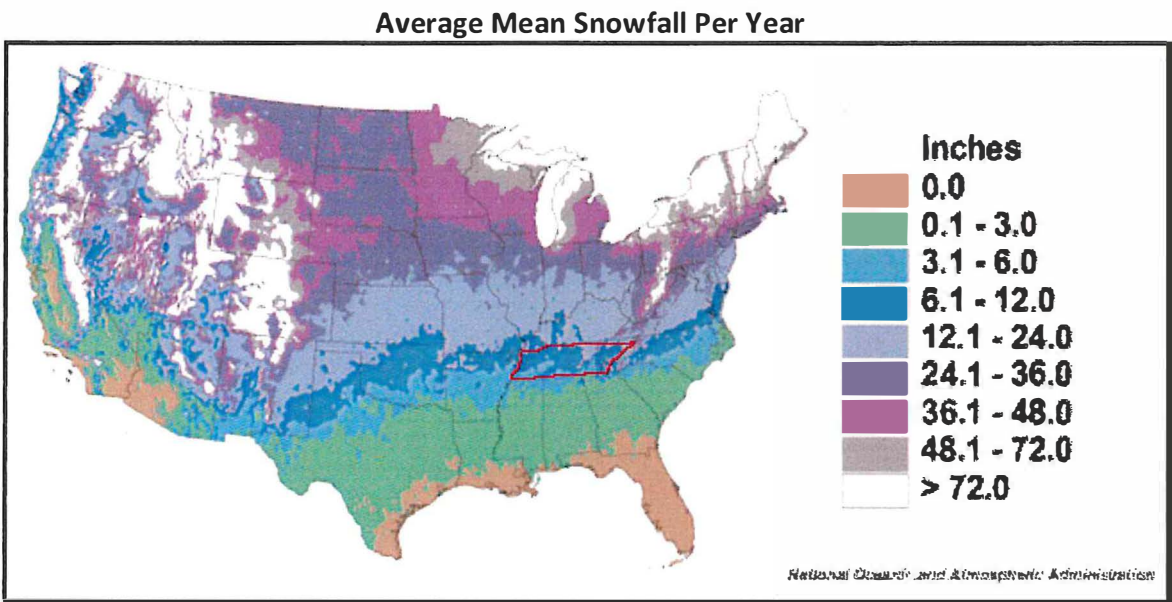 Average Mean Snowfall Per Year
Inches
0.0
0.1 - 3.0
3.1 - 6.0
6.1 - 12.0
12.1 - 24.0
24.1 - 36.0
36.1 - 48.0
48.1 - 72.0
> 72.0
National Oceanic and Atmospheric Administration